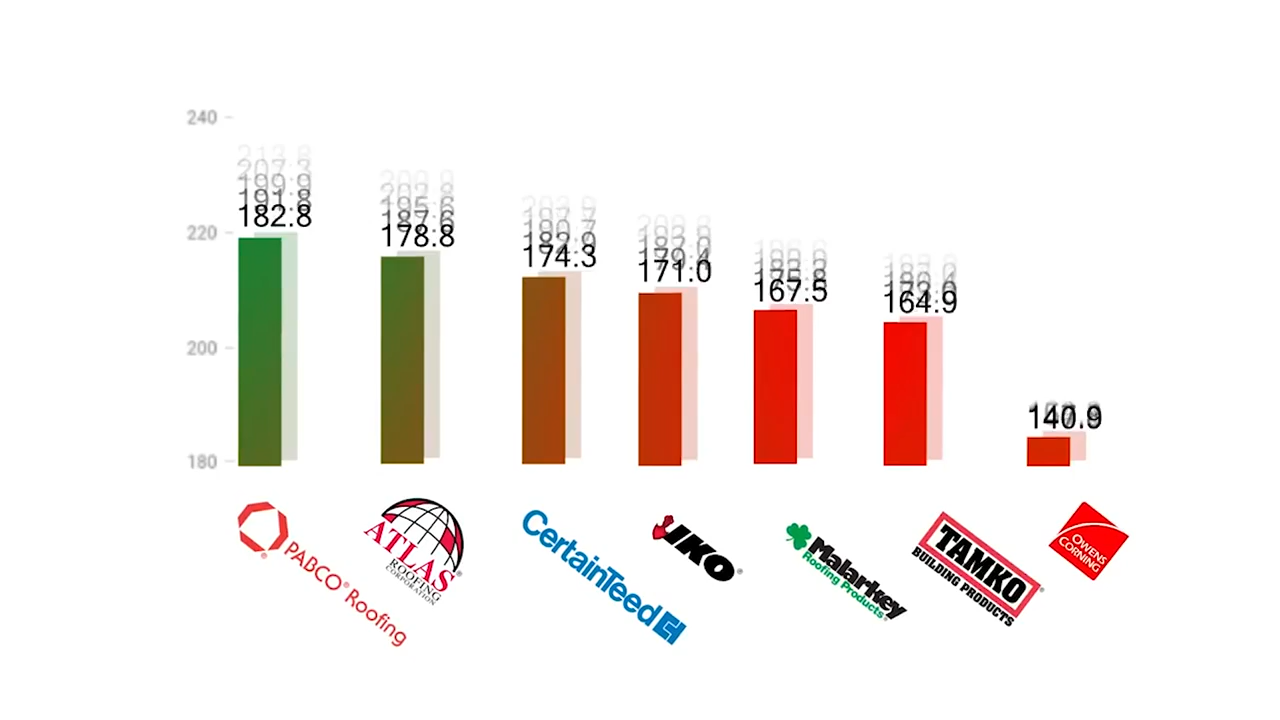 240
220
200
180
182.8
178.8
174.3
171.0
167.5
164.9
140.9
PABCO® Roofing
ATLAS
ROOFING
CORPORATION
CertainTeed
IKO
Malarkey
Roofing Products
TAMKO
BUILDING PRODUCTS
OWENS
CORNING